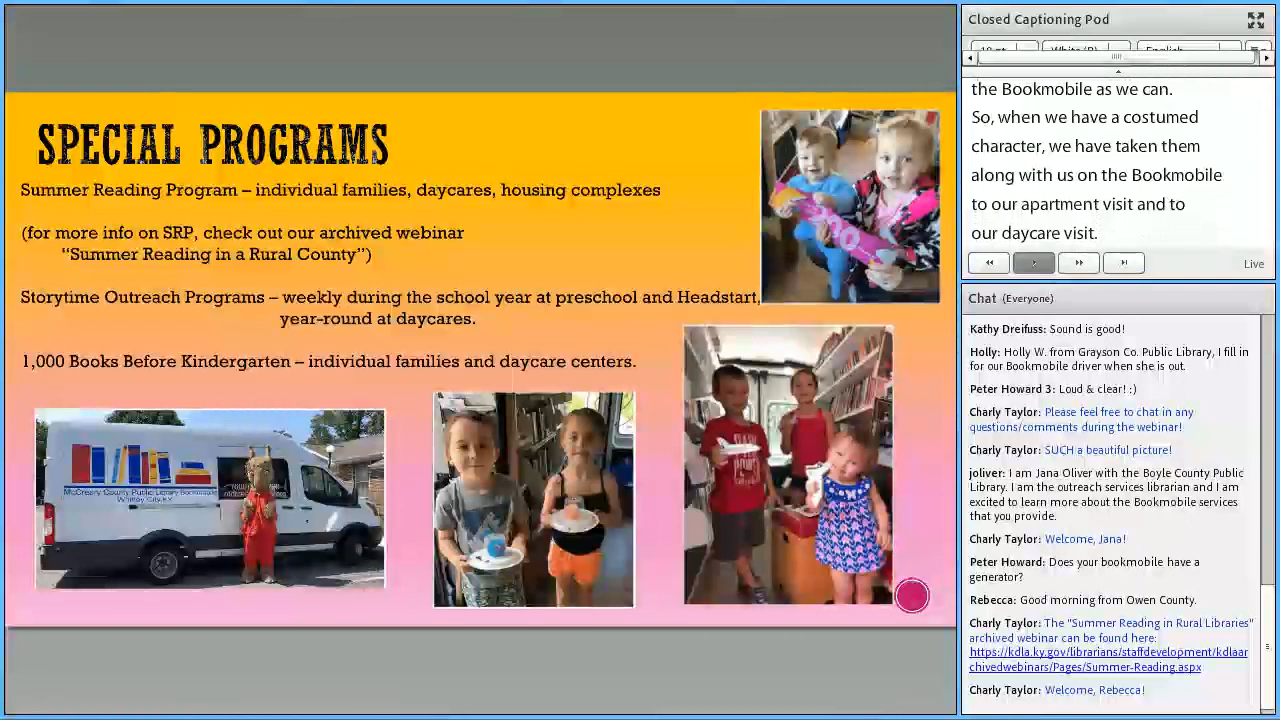 SPECIAL PROGRAMS
Summer Reading Program – individual families, daycares, housing complexes
(for more info on SRP, check out our archived webinar
“Summer Reading in a Rural County”)
Storytime Outreach Programs – weekly during the school year at preschool and Headstart,
year-round at daycares.
1,000 Books Before Kindergarten – individual families and daycare centers.
McCreary County Public Library Bookmobile
Whitley City, KY
Closed Captioning Pod
the Bookmobile as we can.
So, when we have a costumed
character, we have taken them
along with us on the Bookmobile
to our apartment visit and to
our daycare visit.
Live
Chat (Everyone)
Kathy Dreifuss: Sound is good!
Holly: Holly W. from Grayson Co. Public Library, I fill in
for our Bookmobile driver when she is out.
Peter Howard 3: Loud & clear! :)
Charly Taylor: Please feel free to chat in any
questions/comments during the webinar!
Charly Taylor: SUCH a beautiful picture!
joliver: I am Jana Oliver with the Boyle County Public
Library. I am the outreach services librarian and I am
excited to learn more about the Bookmobile services
that you provide.
Charly Taylor: Welcome, Jana!
Peter Howard: Does your bookmobile have a
generator?
Rebecca: Good morning from Owen County.
Charly Taylor: The "Summer Reading in Rural Libraries"
archived webinar can be found here:
https://kdla.ky.gov/librarians/staffdevelopment/kdlaar
chivedwebinars/Pages/Summer-Reading.aspx
Charly Taylor: Welcome, Rebecca!